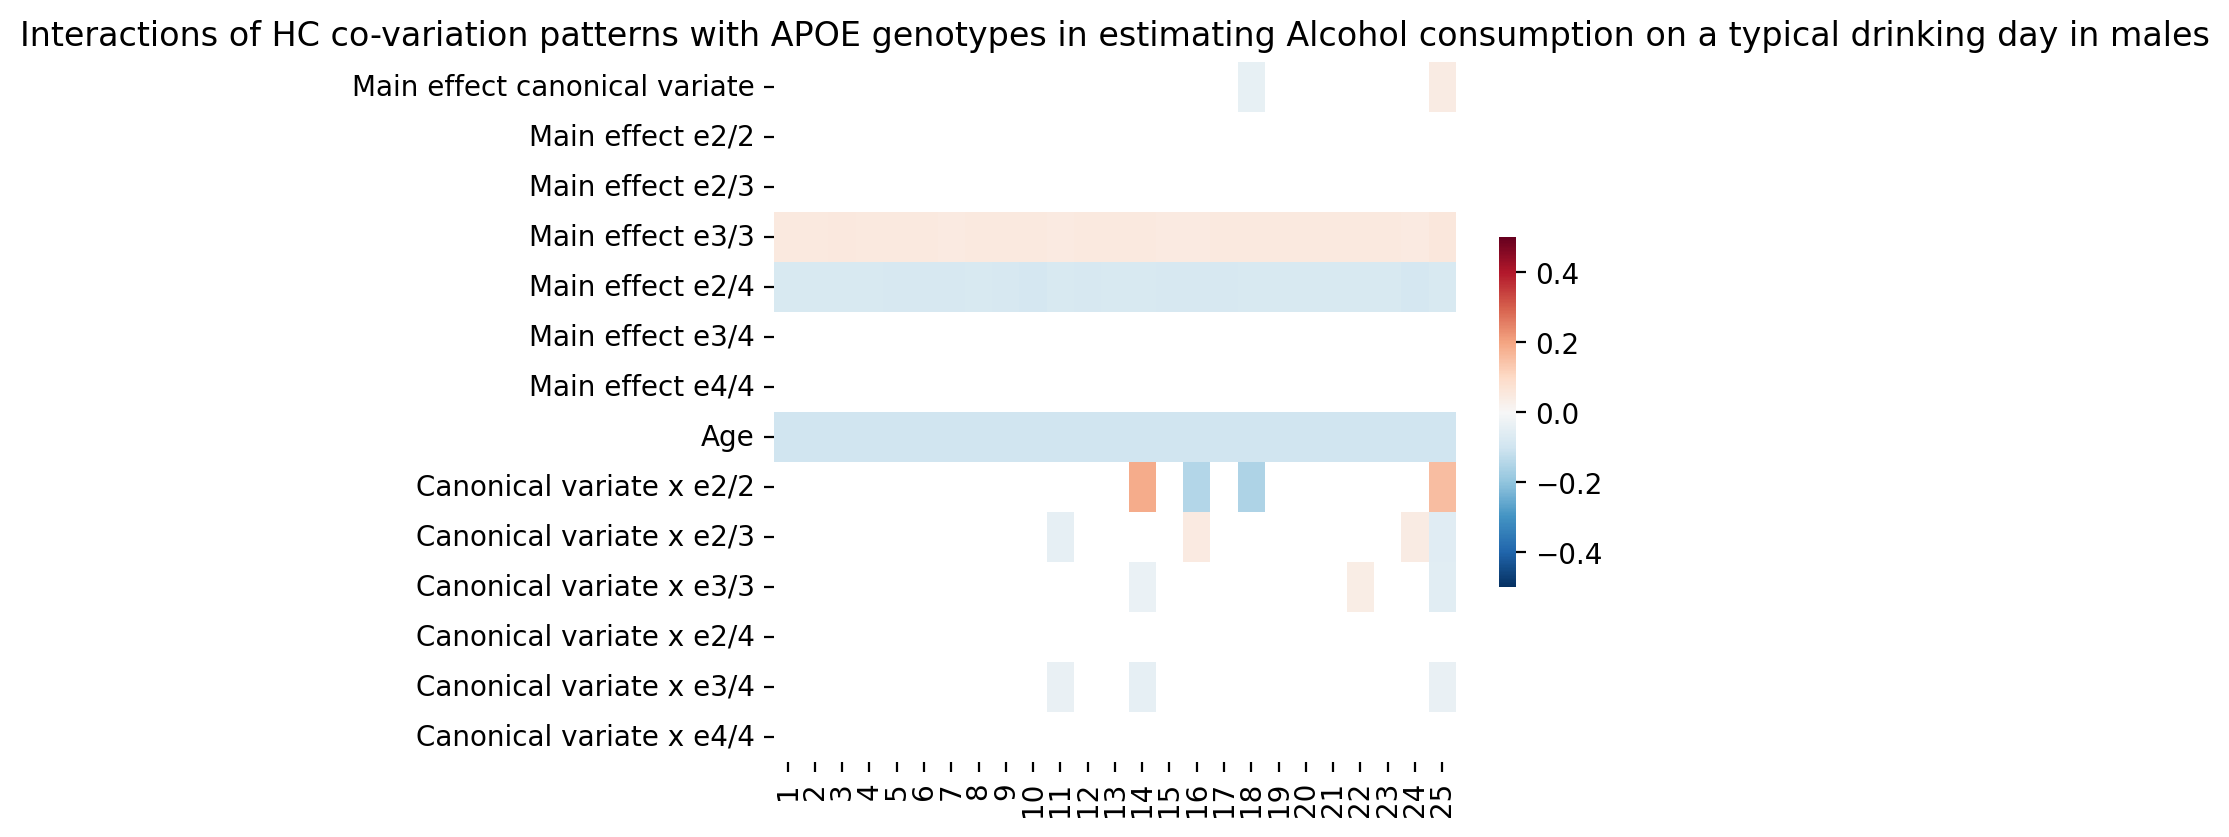 Interactions of HC co-variation patterns with APOE genotypes in estimating Alcohol consumption on a typical drinking day in males
Main effect canonical variate
Main effect e2/2
Main effect e2/3
Main effect e3/3
Main effect e2/4
Main effect e3/4
Main effect e4/4
Age
Canonical variate x e2/2
Canonical variate x e2/3
Canonical variate x e3/3
Canonical variate x e2/4
Canonical variate x e3/4
Canonical variate x e4/4
1 2 3 4 5 6 7 8 9 10 11 12 13 14 15 16 17 18 19 20 21 22 23 24 25
0.4
0.2
0.0
−0.2
−0.4